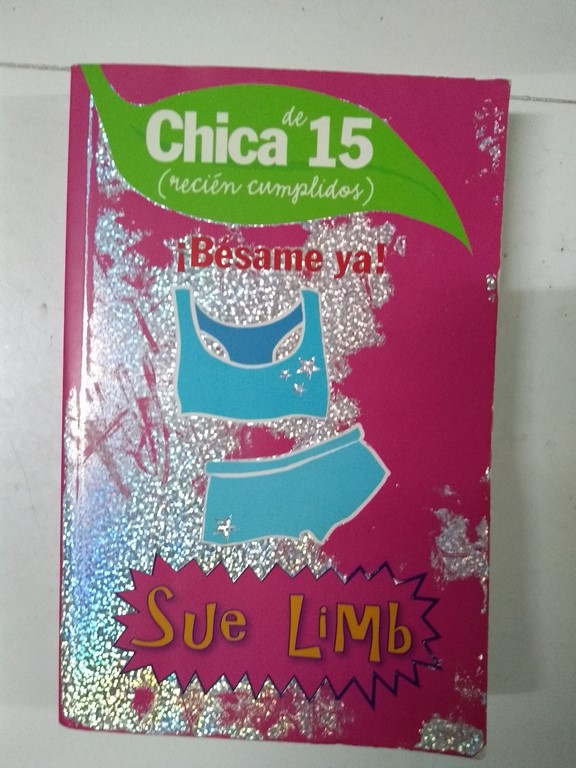 Chica de 15
(recién cumplidos)
¡Bésame ya!
Sue Limb